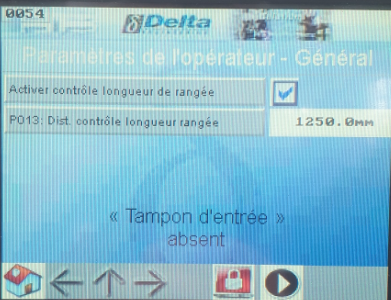 0054
Delta
Paramètres de l'opérateur - Général
Activer contrôle longueur de rangée
P013: Dist. contrôle longueur rangée
1250.0mm
« Tampon d'entrée »
absent